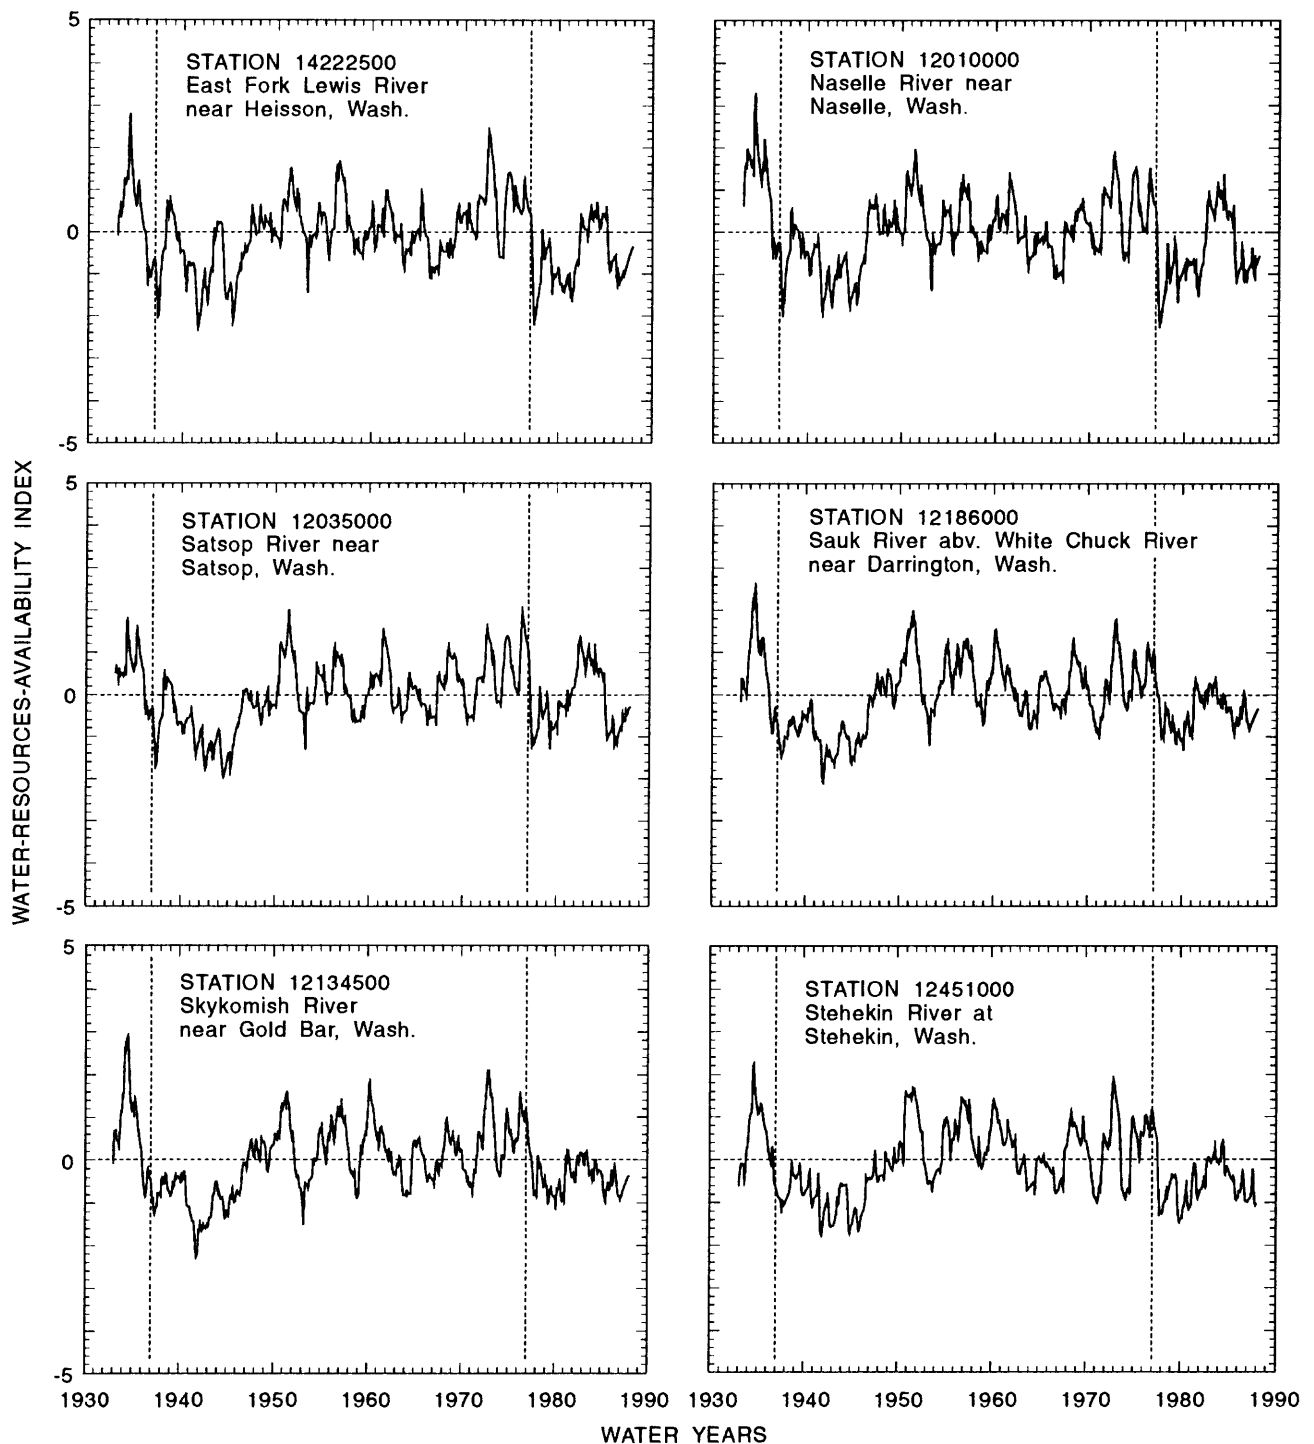 5
STATION 14222500
East Fork Lewis River
near Heisson, Wash.
0
-5
STATION 12010000
Naselle River near
Naselle, Wash.
WATER-RESOURCES-AVAILABILITY INDEX
5
STATION 12035000
Satsop River near
Satsop, Wash.
0
-5
STATION 12186000
Sauk River abv. White Chuck River
near Darrington, Wash.
5
STATION 12134500
Skykomish River
near Gold Bar, Wash.
0
-5
STATION 12451000
Stehekin River at
Stehekin, Wash.
1930 1940 1950 1960 1970 1980 1990
1930 1940 1950 1960 1970 1980 1990
WATER YEARS